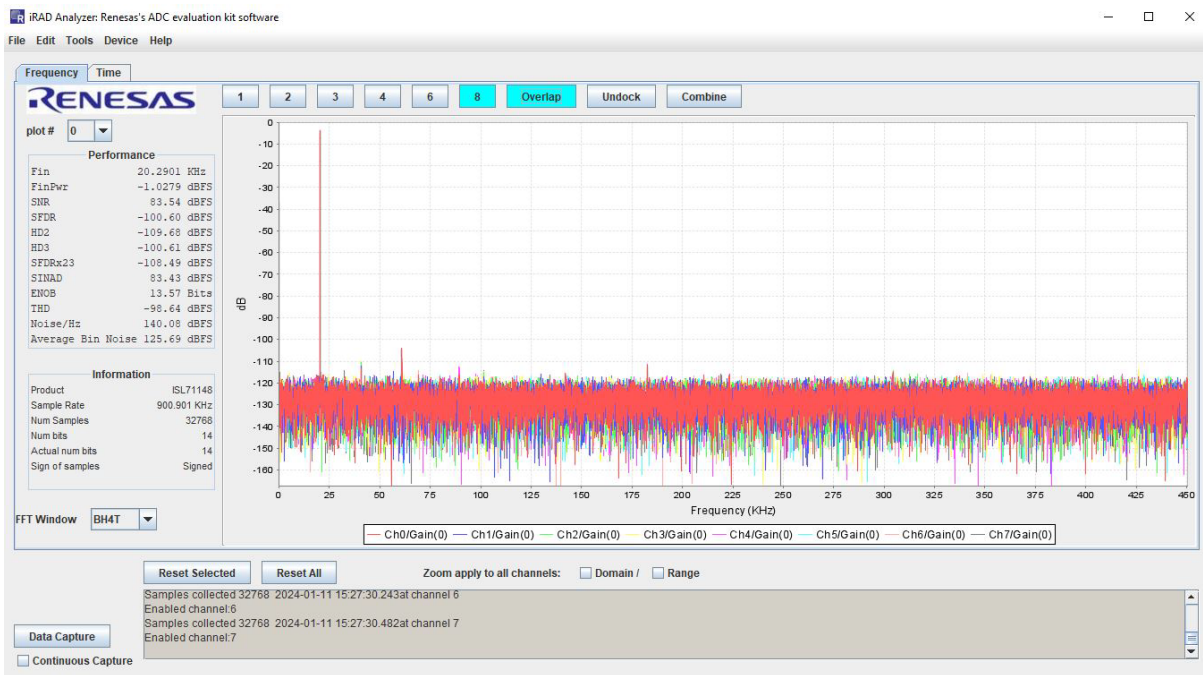 iRAD Analyzer: Renesas's ADC evaluation kit software
File Edit Tools Device Help
Frequency Time
RENESAS
1 2 3 4 6 8 Overlap Undock Combine
plot # 0
Performance
Fin 20.2901 KHz
FinPwr -1.0279 dBFS
SNR 83.54 dBFS
SFDR -100.60 dBFS
HD2 -109.68 dBFS
HD3 -100.61 dBFS
SFDRx23 -108.49 dBFS
SINAD 83.43 dBFS
ENOB 13.57 Bits
THD -98.64 dBFS
Noise/Hz 140.08 dBFS
Average Bin Noise 125.69 dBFS
Information
Product ISL71148
Sample Rate 900.901 KHz
Num Samples 32768
Num bits 14
Actual num bits 14
Sign of samples Signed
FFT Window BH4T
dB
0
-10
-20
-30
-40
-50
-60
-70
-80
-90
-100
-110
-120
-130
-140
-150
-160
0 25 50 75 100 125 150 175 200 225 250 275 300 325 350 375 400 425 450
Frequency (KHz)
Ch0/Gain(0) Ch1/Gain(0) Ch2/Gain(0) Ch3/Gain(0) Ch4/Gain(0) Ch5/Gain(0) Ch6/Gain(0) Ch7/Gain(0)
Reset Selected Reset All Zoom apply to all channels: Domain / Range
Samples collected 32768 2024-01-11 15:27:30.243at channel 6
Enabled channel:6
Samples collected 32768 2024-01-11 15:27:30.482at channel 7
Enabled channel:7
Data Capture
Continuous Capture